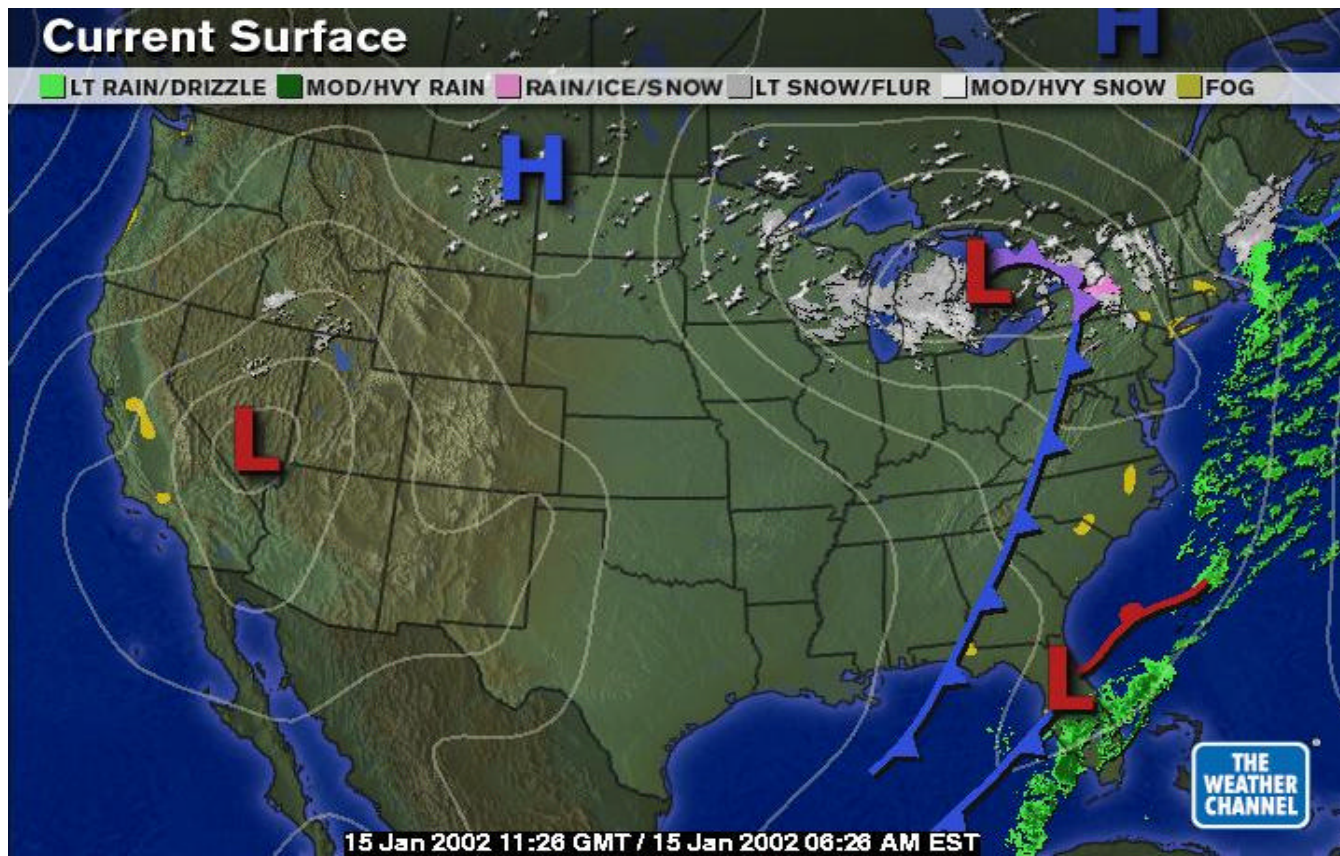 Current Surface
LT RAIN/DRIZZLE MOD/HVY RAIN RAIN/ICE/SNOW LT SNOW/FLUR MOD/HVY SNOW FOG
H
H
L
L
L
THE
WEATHER
CHANNEL
15 Jan 2002 11:26 GMT / 15 Jan 2002 06:26 AM EST